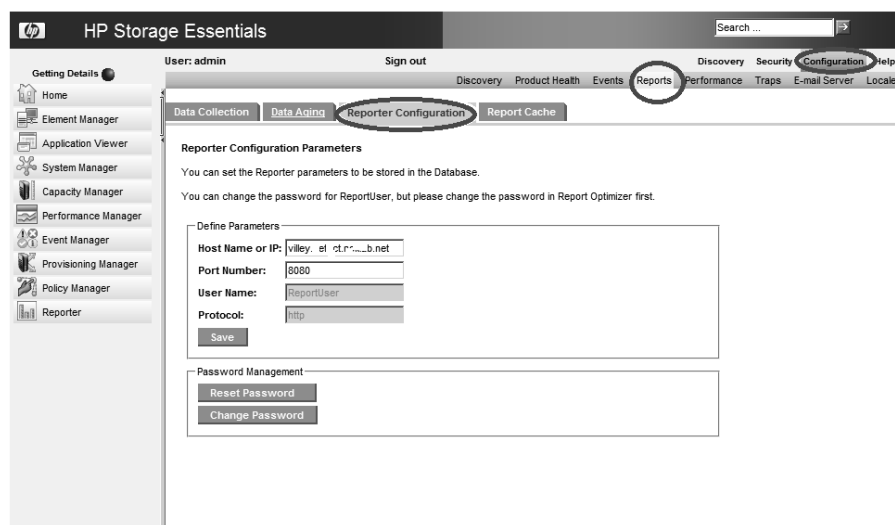 hp HP Storage Essentials Search ...
User: admin Sign out Discovery Security Configuration Help
Discovery Product Health Events Reports Performance Traps E-mail Server Locale
Getting Details
Home
Element Manager
Application Viewer
System Manager
Capacity Manager
Performance Manager
Event Manager
Provisioning Manager
Policy Manager
Reporter
Data Collection Data Aging Reporter Configuration Report Cache
Reporter Configuration Parameters
You can set the Reporter parameters to be stored in the Database.
You can change the password for ReportUser, but please change the password in Report Optimizer first.
Define Parameters
Host Name or IP:
Port Number: 8080
User Name: ReportUser
Protocol: http
Save
Password Management
Reset Password
Change Password